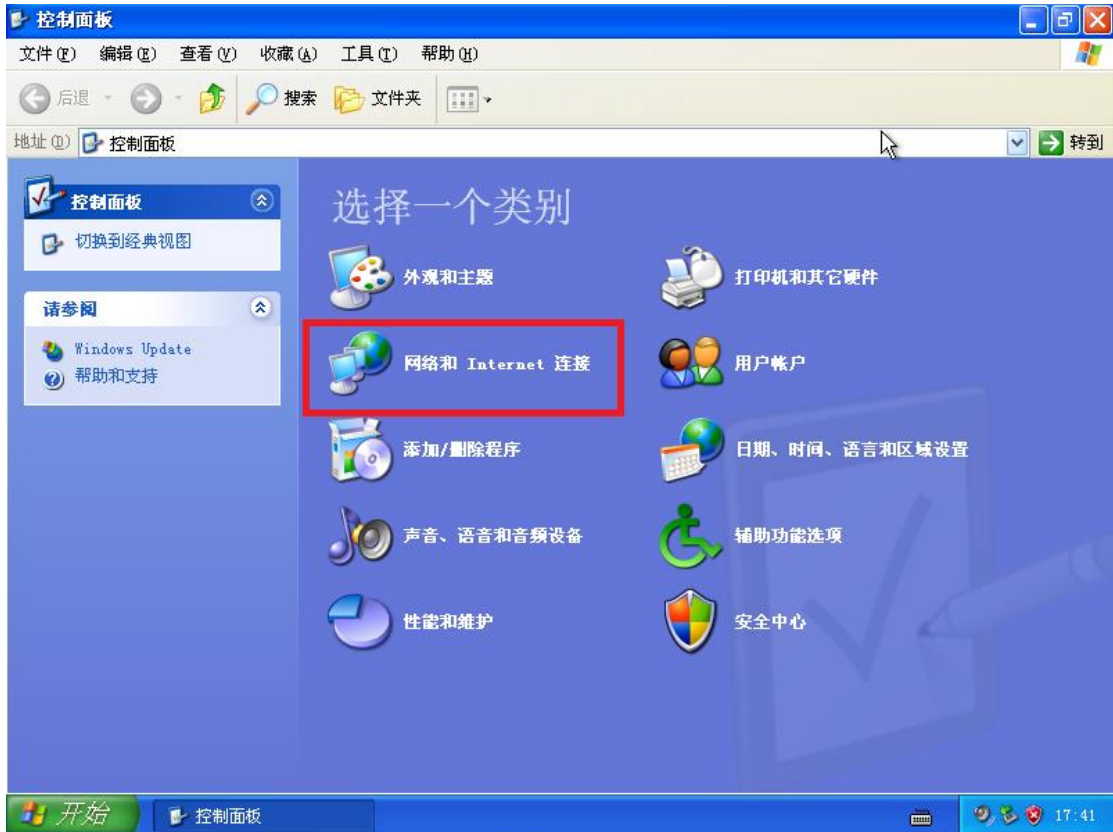 控制面板
文件(F) 编辑(E) 查看(V) 收藏(A) 工具(T) 帮助(H)
后退 搜索 文件夹
地址(D) 控制面板 转到
控制面板
切换到经典视图
请参阅
Windows Update
帮助和支持
选择一个类别
外观和主题
打印机和其它硬件
网络和 Internet 连接
用户帐户
添加/删除程序
日期、时间、语言和区域设置
声音、语音和音频设备
辅助功能选项
性能和维护
安全中心
开始 控制面板 17:41